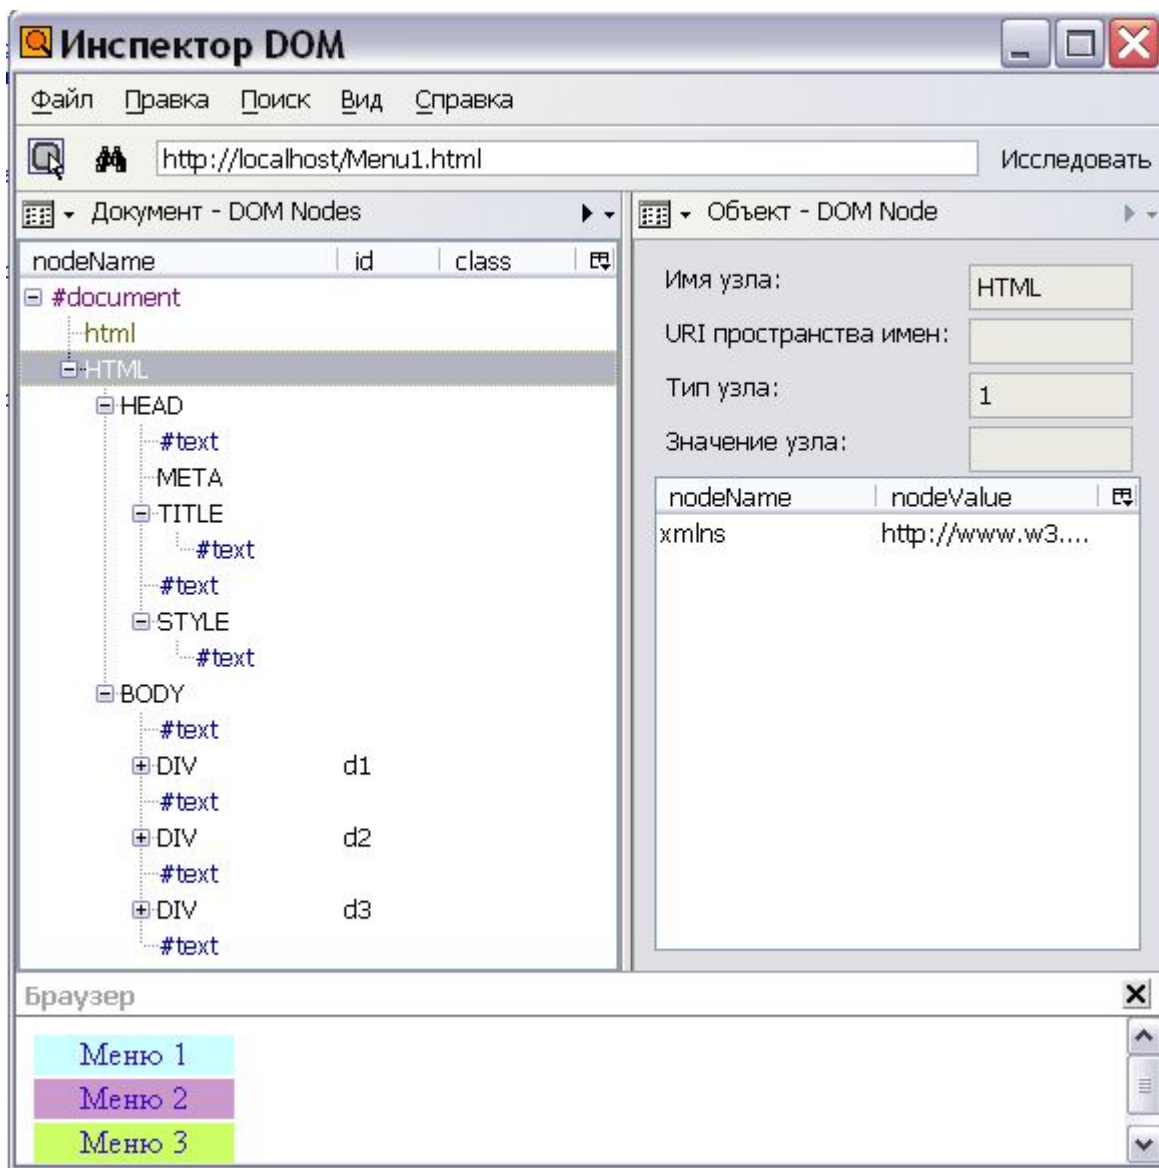 Инспектор DOM
Файл Правка Поиск Вид Справка
http://localhost/Menu1.html Исследовать
Документ - DOM Nodes
nodeName id class
#document
html
HTML
HEAD
#text
META
TITLE
#text
#text
STYLE
#text
BODY
#text
DIV d1
#text
DIV d2
#text
DIV d3
#text
Объект - DOM Node
Имя узла: HTML
URI пространства имен:
Тип узла: 1
Значение узла:
nodeName nodeValue
xmlns http://www.w3....
Браузер
Меню 1
Меню 2
Меню 3